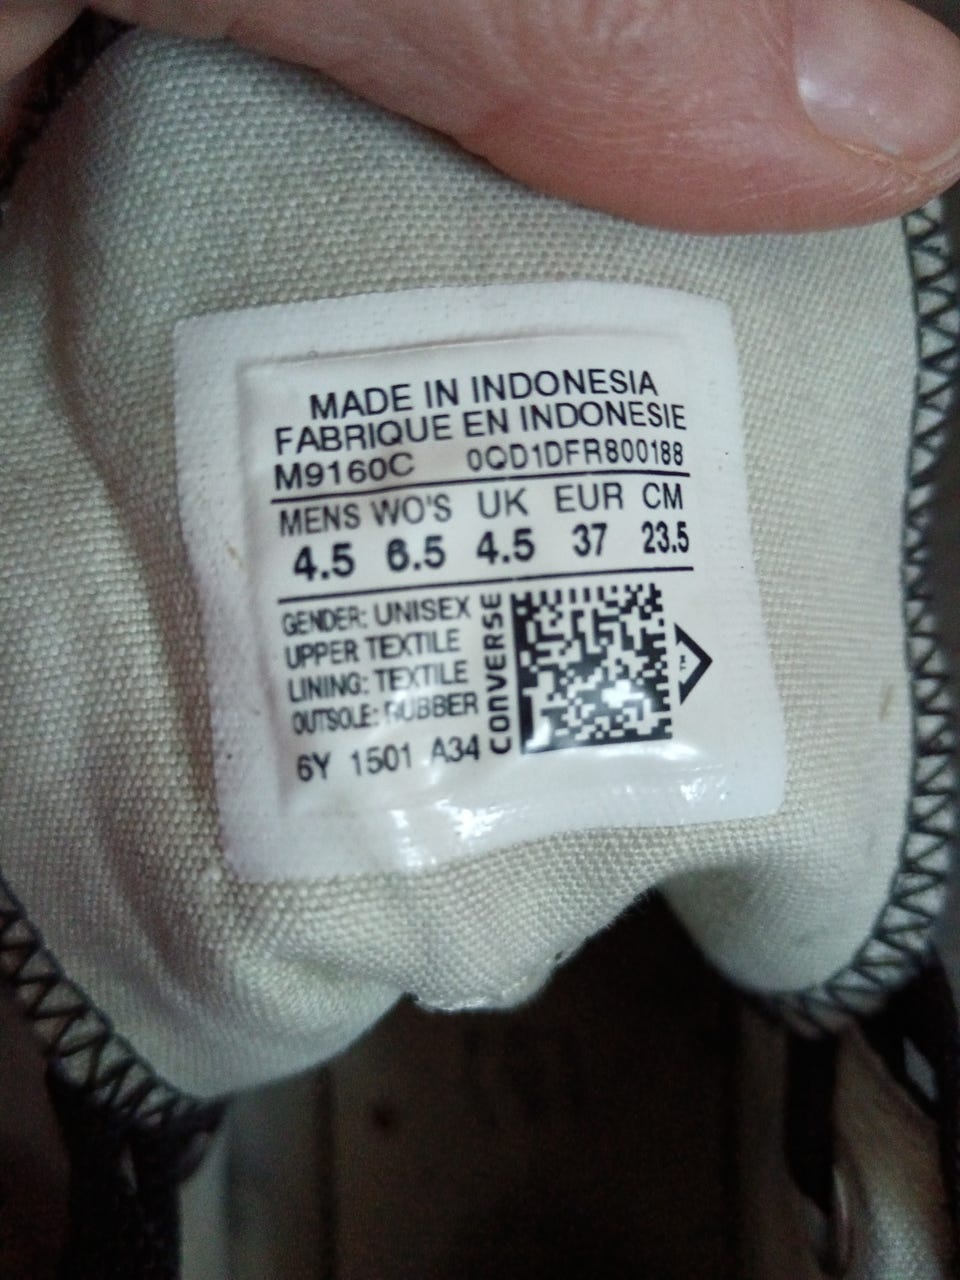 MADE IN INDONESIA
FABRIQUE EN INDONESIE
M9160C 0QD1DFR800188
MENS WO'S UK EUR CM
4.5 6.5 4.5 37 23.5
GENDER: UNISEX
UPPER TEXTILE
LINING: TEXTILE
OUTSOLE: RUBBER
6Y 1501 A34
CONVERSE
TM